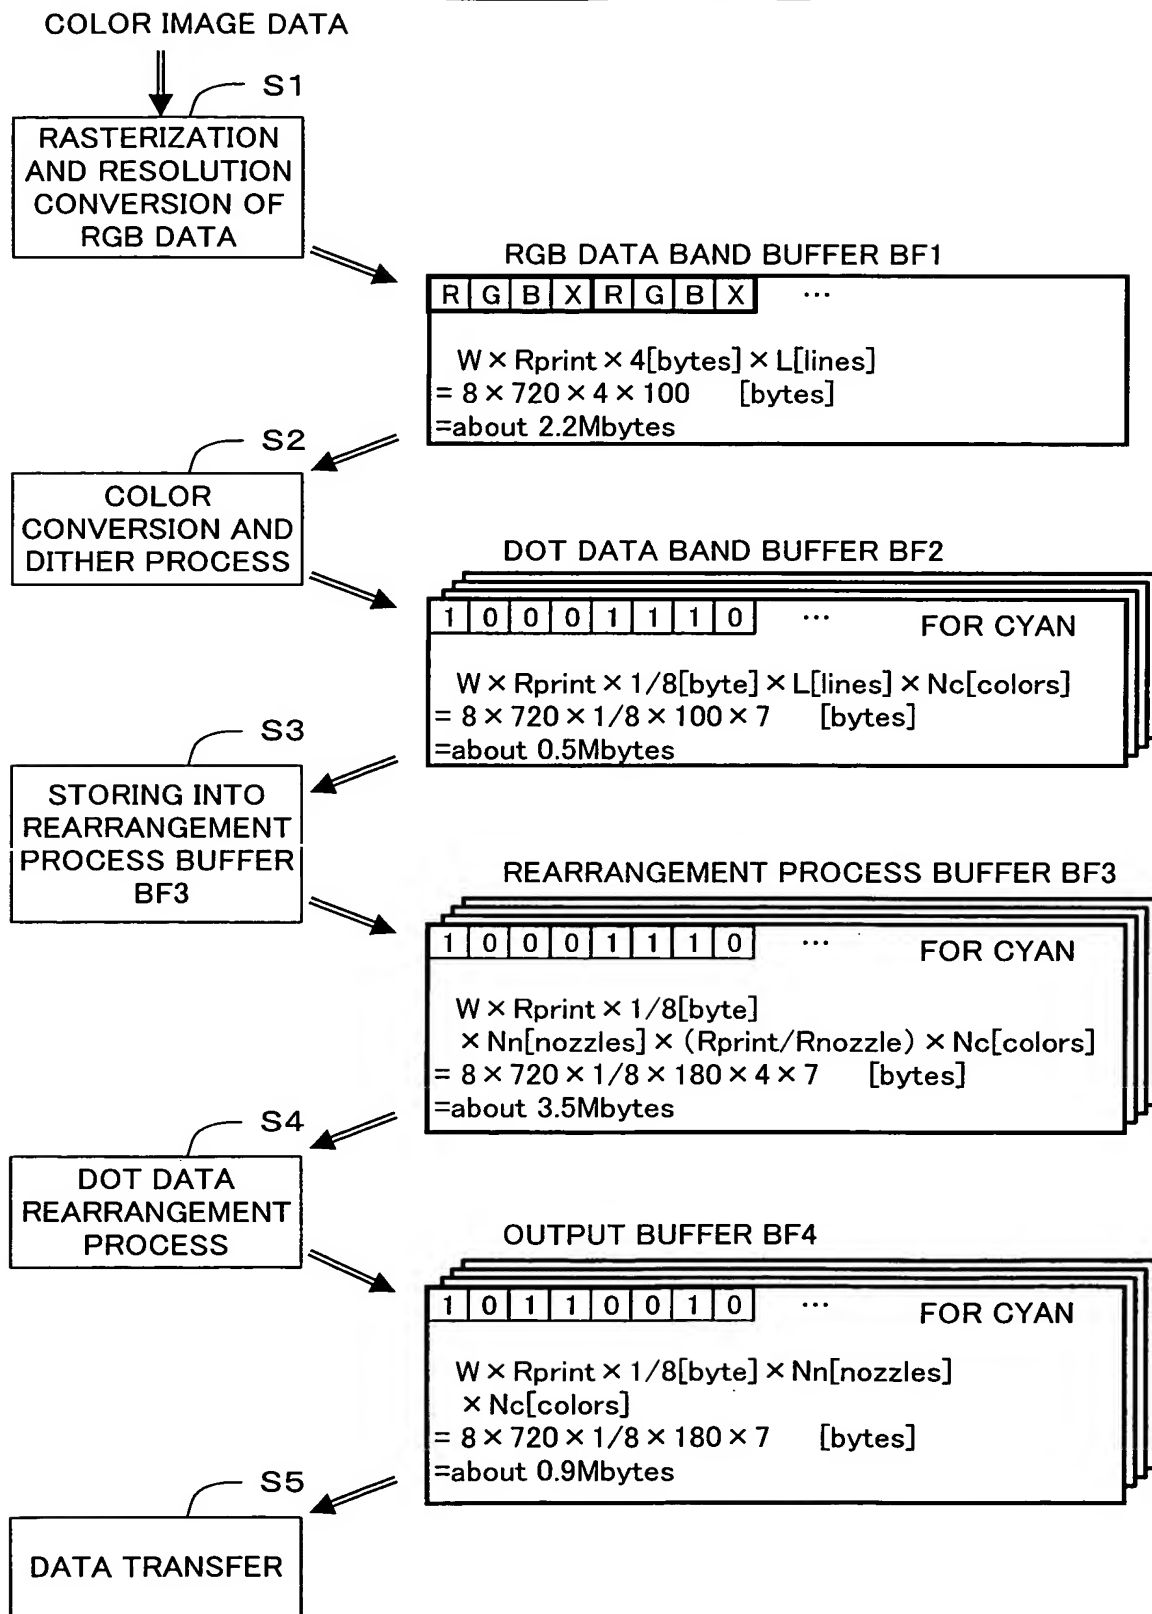 COLOR IMAGE DATA
S1
RASTERIZATION
AND RESOLUTION
CONVERSION OF
RGB DATA
RGB DATA BAND BUFFER BF1
R G B X R G B X ...
W × Rprint × 4[bytes] × L[lines]
= 8 × 720 × 4 × 100 [bytes]
=about 2.2Mbytes
S2
COLOR
CONVERSION AND
DITHER PROCESS
DOT DATA BAND BUFFER BF2
1 0 0 0 1 1 1 0 ... FOR CYAN
W × Rprint × 1/8[byte] × L[lines] × Nc[colors]
= 8 × 720 × 1/8 × 100 × 7 [bytes]
=about 0.5Mbytes
S3
STORING INTO
REARRANGEMENT
PROCESS BUFFER
BF3
REARRANGEMENT PROCESS BUFFER BF3
1 0 0 0 1 1 1 0 ... FOR CYAN
W × Rprint × 1/8[byte]
× Nn[nozzles] × (Rprint/Rnozzle) × Nc[colors]
= 8 × 720 × 1/8 × 180 × 4 × 7 [bytes]
=about 3.5Mbytes
S4
DOT DATA
REARRANGEMENT
PROCESS
OUTPUT BUFFER BF4
1 0 1 1 0 0 1 0 ... FOR CYAN
W × Rprint × 1/8[byte] × Nn[nozzles]
× Nc[colors]
= 8 × 720 × 1/8 × 180 × 7 [bytes]
=about 0.9Mbytes
S5
DATA TRANSFER